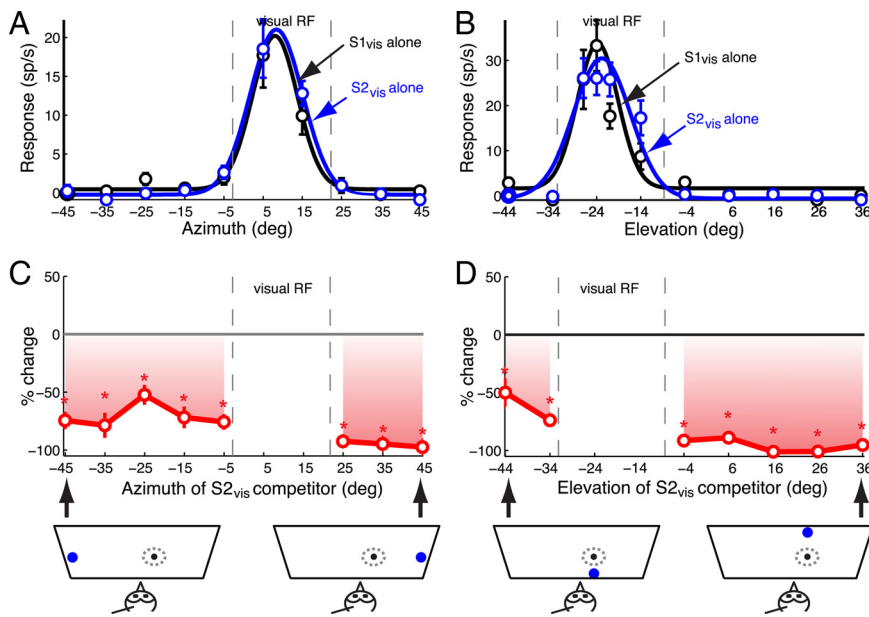 A
visual RF
S1vis alone
S2vis alone
Response (sp/s)
20
15
10
5
0
−45 −35 −25 −15 −5 5 15 25 35 45
Azimuth (deg)
B
visual RF
S1vis alone
S2vis alone
Response (sp/s)
30
20
10
0
−44 −34 −24 −14 −4 6 16 26 36
Elevation (deg)
C
visual RF
% change
50
0
−50
−100
* * * * * * * *
−45 −35 −25 −15 −5 5 15 25 35 45
Azimuth of S2vis competitor (deg)
D
visual RF
% change
50
0
−50
−100
* * * * * * *
−44 −34 −24 −14 −4 6 16 26 36
Elevation of S2vis competitor (deg)